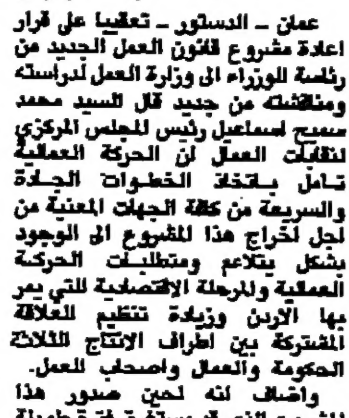 عمان - الدستور - تعقيبا على قرار
اعادة مشروع قانون العمل الجديد من
رئاسة الوزراء الى وزارة العمل لدراسته
ومناقشته من جديد قال السيد محمد
سميح اسماعيل رئيس المجلس المركزي
لنقابات العمال ان الحركة العمالية
تأمل باتخاذ الخطوات الجادة
والسريعة من كافة الجهات المعنية من
اجل اخراج هذا المشروع الى الوجود
بشكل يتلاءم ومتطلبات الحركة
العمالية والمرحلة الاقتصادية التي يمر
بها الاردن وزيادة تنظيم العلاقة
المشتركة بين اطراف الانتاج الثلاثة
الحكومة والعمال واصحاب العمل.
واضاف انه لحين صدور هذا